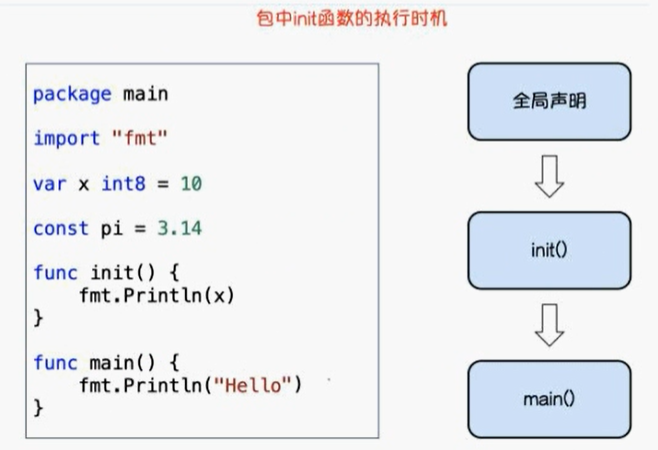 包中init函数的执行时机
package main
import "fmt"
var x int8 = 10
const pi = 3.14
func init() {
    fmt.Println(x)
}
func main() {
    fmt.Println("Hello")
}
全局声明
init()
main()